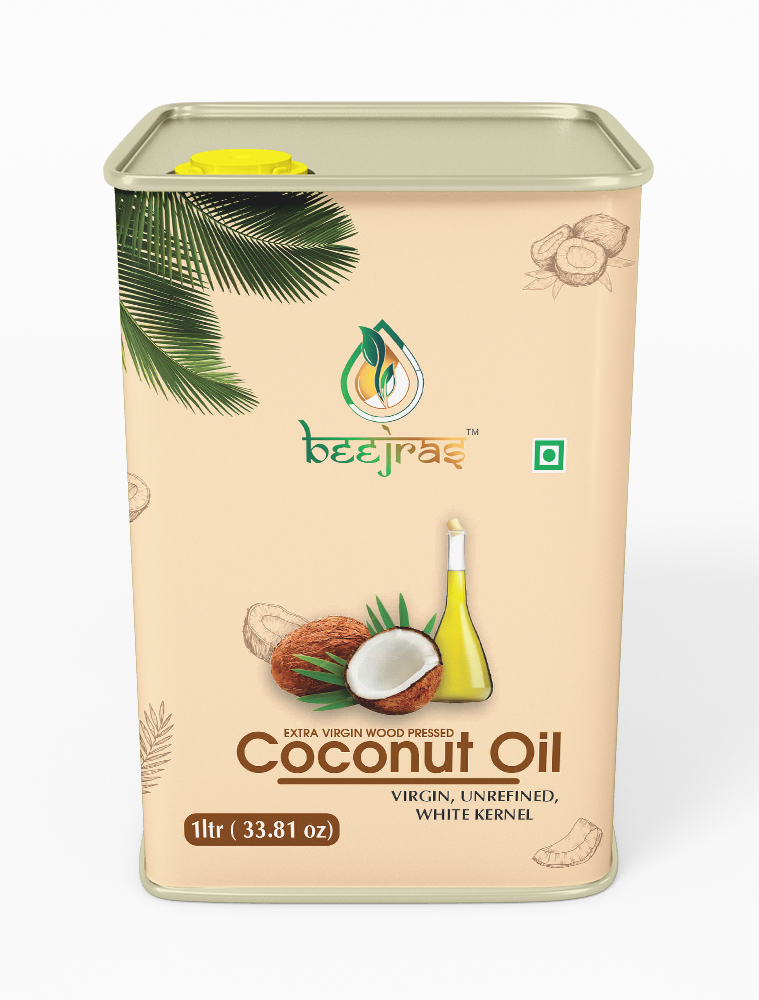 beejras™
EXTRA VIRGIN WOOD PRESSED
Coconut Oil
VIRGIN, UNREFINED,
WHITE KERNEL
1ltr ( 33.81 oz)